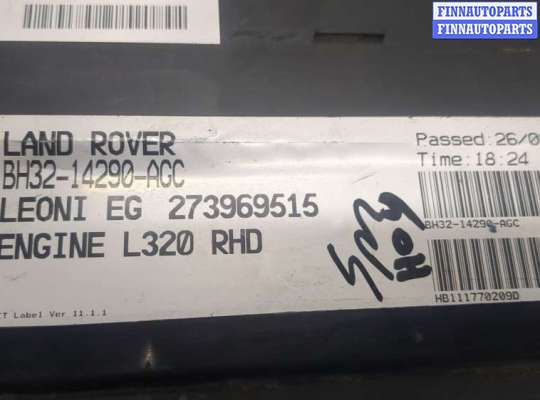 FINNAUTOPARTS
FINNAUTOPARTS
LAND ROVER
BH32-14290-AGC
LEONI EG 273969515
ENGINE L320 RHD
Passed:26/0
Time:18:24
BH32-14290-AGC
HB111770209D
Label Ver 11.1.1